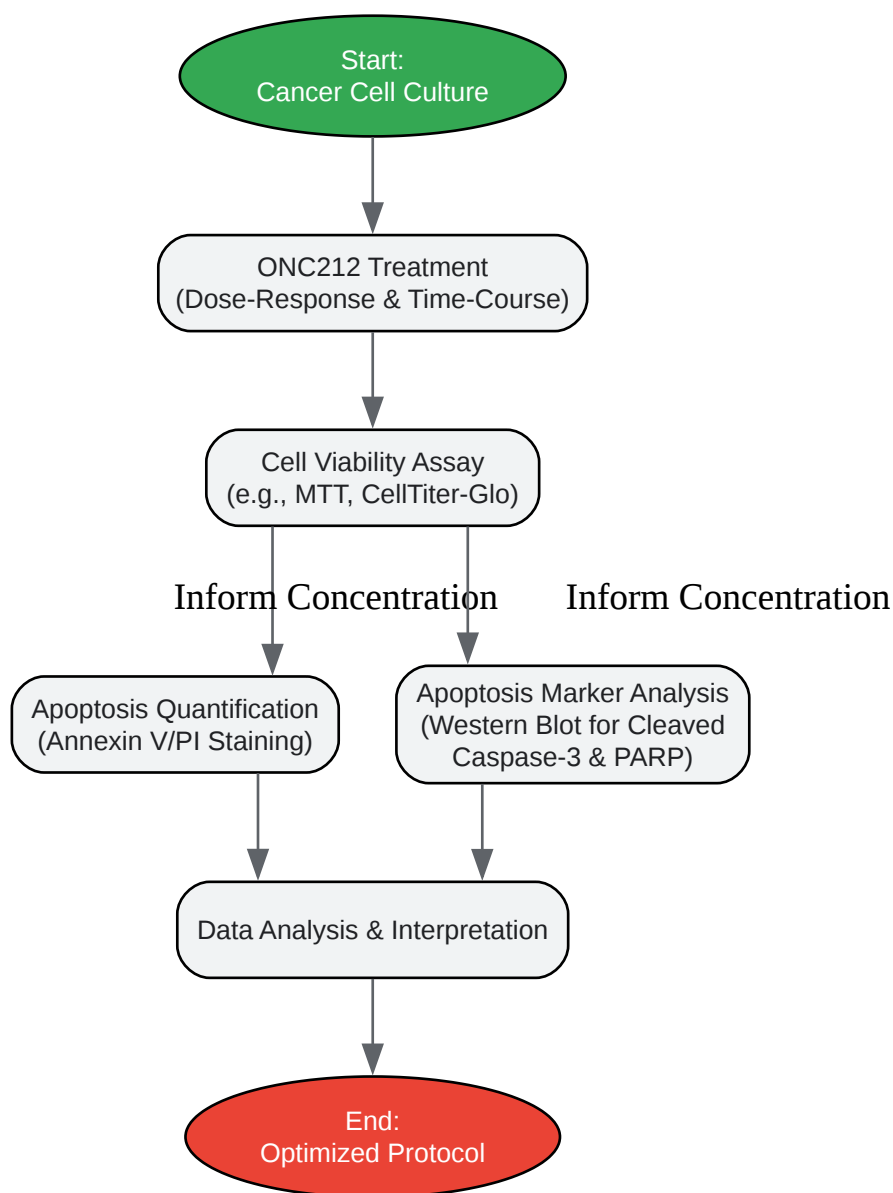 Start:
Cancer Cell Culture
ONC212 Treatment
(Dose-Response & Time-Course)
Cell Viability Assay
(e.g., MTT, CellTiter-Glo)
Inform Concentration
Inform Concentration
Apoptosis Quantification
(Annexin V/PI Staining)
Apoptosis Marker Analysis
(Western Blot for Cleaved
Caspase-3 & PARP)
Data Analysis & Interpretation
End:
Optimized Protocol